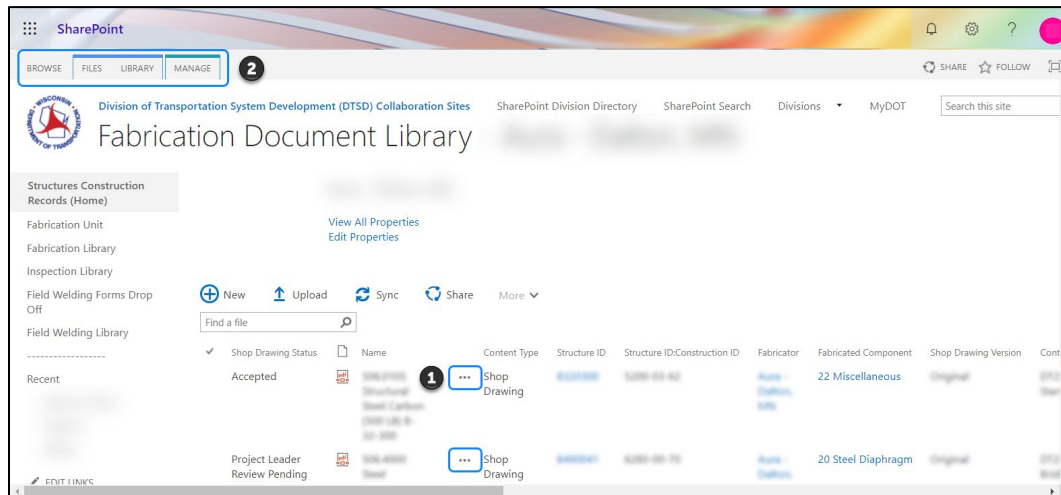 SharePoint
?
BROWSE FILES LIBRARY MANAGE
2
SHARE FOLLOW
WISCONSIN
DEPARTMENT OF TRANSPORTATION
Division of Transportation System Development (DTSD) Collaboration Sites SharePoint Division Directory SharePoint Search Divisions MyDOT
Search this site
Fabrication Document Library
Structures Construction
Records (Home)
Fabrication Unit
Fabrication Library
Inspection Library
Field Welding Forms Drop
Off
Field Welding Library
------------------
Recent
EDIT LINKS
View All Properties
Edit Properties
New Upload Sync Share More
Find a file
Shop Drawing Status Name Content Type Structure ID Structure ID:Construction ID Fabricator Fabricated Component Shop Drawing Version Cont
Accepted 1 ... Shop
Drawing
22 Miscellaneous
Project Leader
Review Pending
... Shop
Drawing
20 Steel Diaphragm